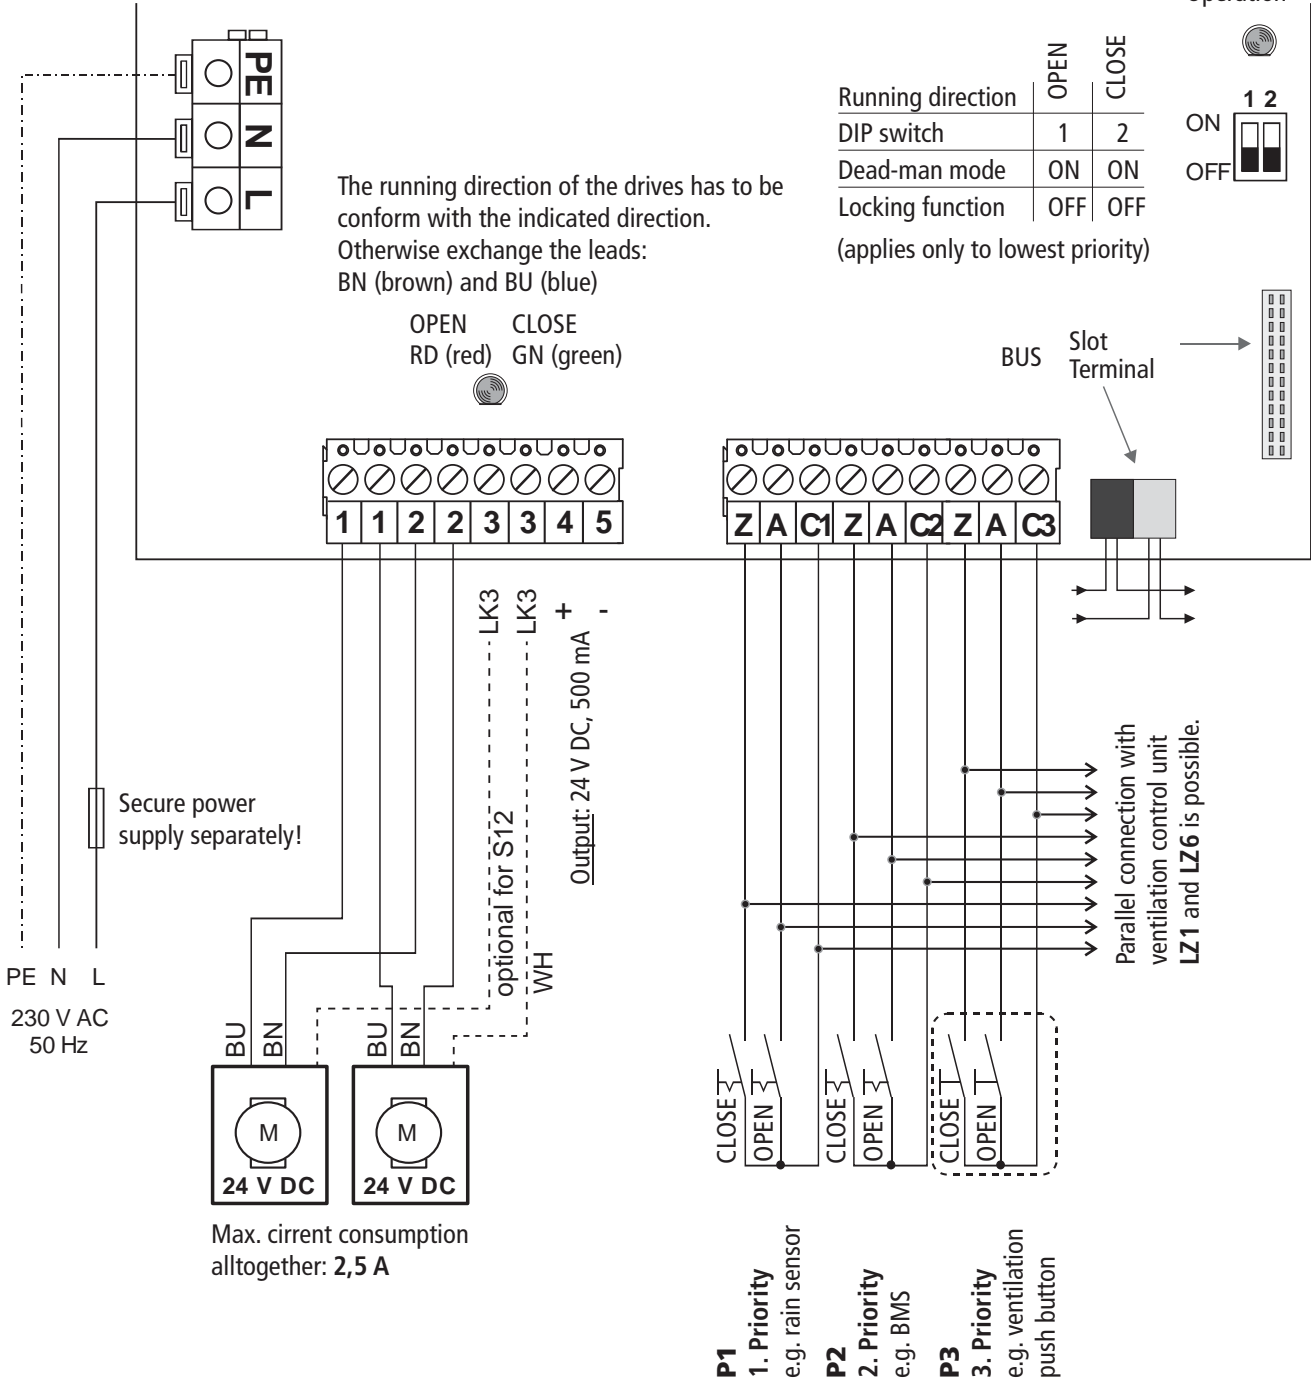 PE
N
L
The running direction of the drives has to be
conform with the indicated direction.
Otherwise exchange the leads:
BN (brown) and BU (blue)
OPEN CLOSE
RD (red) GN (green)
Running direction OPEN CLOSE
DIP switch 1 2
Dead-man mode ON ON
Locking function OFF OFF
(applies only to lowest priority)
1 2
ON
OFF
BUS
Slot
Terminal
1 1 2 2 3 3 4 5
Z A C1 Z A C2 Z A C3
LK3
LK3
+
-
Output: 24 V DC, 500 mA
optional for S12
WH
Secure power
supply separately!
PE N L
230 V AC
50 Hz
BU
BN
BU
BN
M
24 V DC
M
24 V DC
Max. cirrent consumption
alltogether: 2,5 A
Parallel connection with
ventilation control unit
LZ1 and LZ6 is possible.
CLOSE
OPEN
CLOSE
OPEN
CLOSE
OPEN
P1
1. Priority
e.g. rain sensor
P2
2. Priority
e.g. BMS
P3
3. Priority
e.g. ventilation
push button